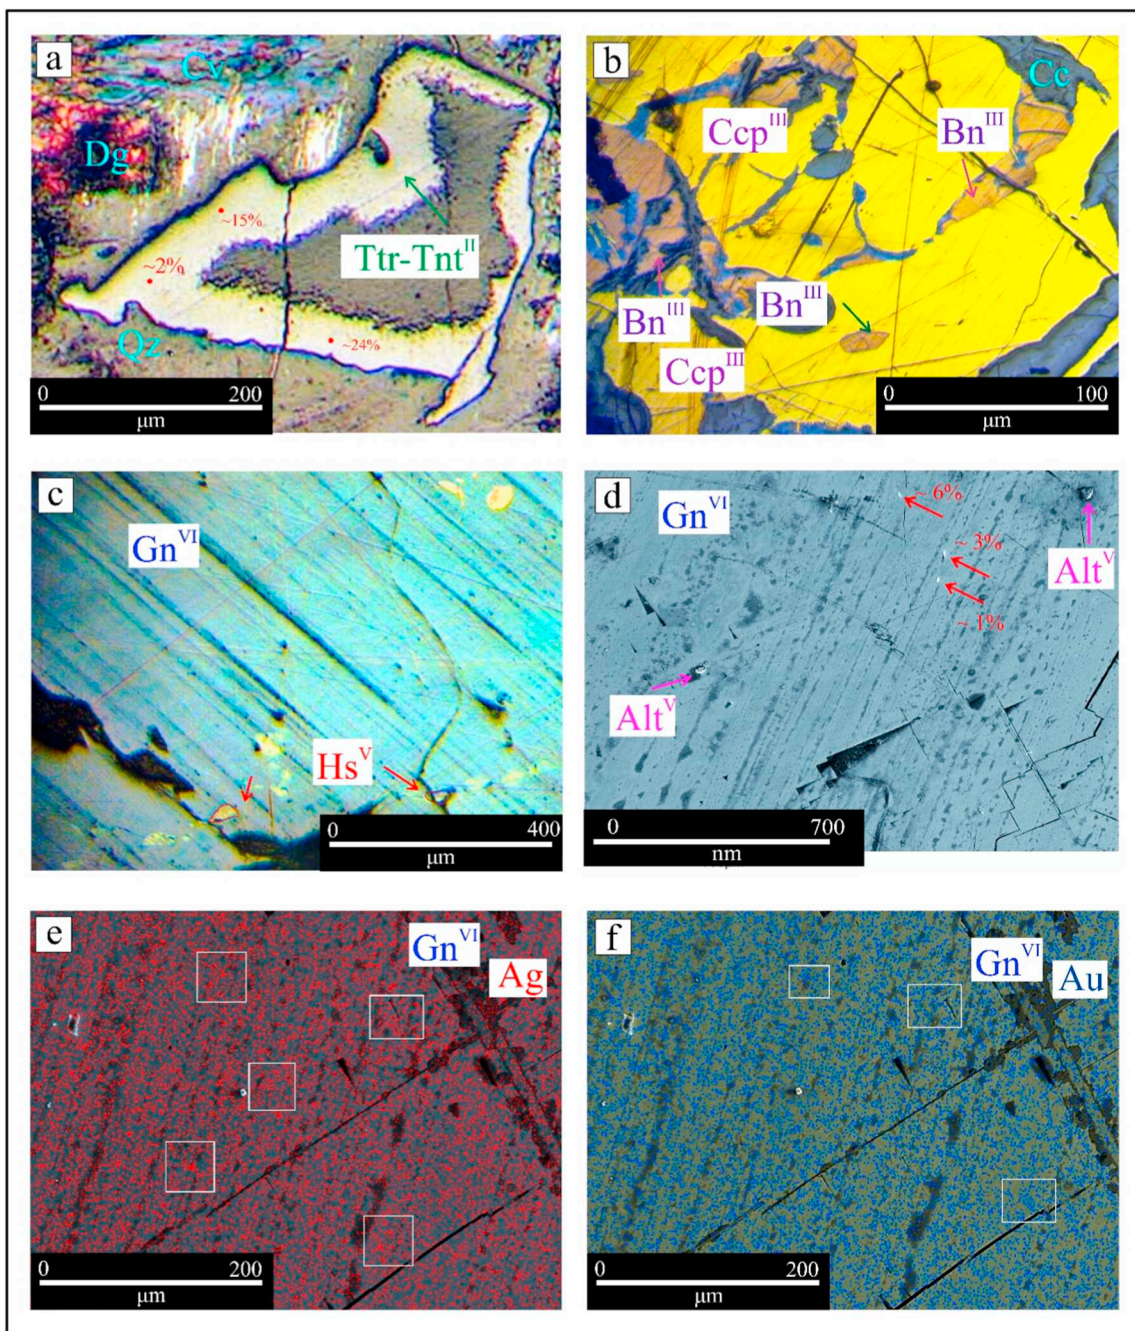 a
Cv
Dg
~15%
Ttr-Tnt^II
~2%
Qz
~24%
0 200
μm
b
Cc
Ccp^III
Bn^III
Bn^III
Bn^III
Ccp^III
0 100
μm
c
Gn^VI
Hs^V
0 400
μm
d
Gn^VI
~ 6%
Alt^V
~ 3%
~ 1%
Alt^V
0 700
nm
e
Gn^VI
Ag
0 200
μm
f
Gn^VI
Au
0 200
μm